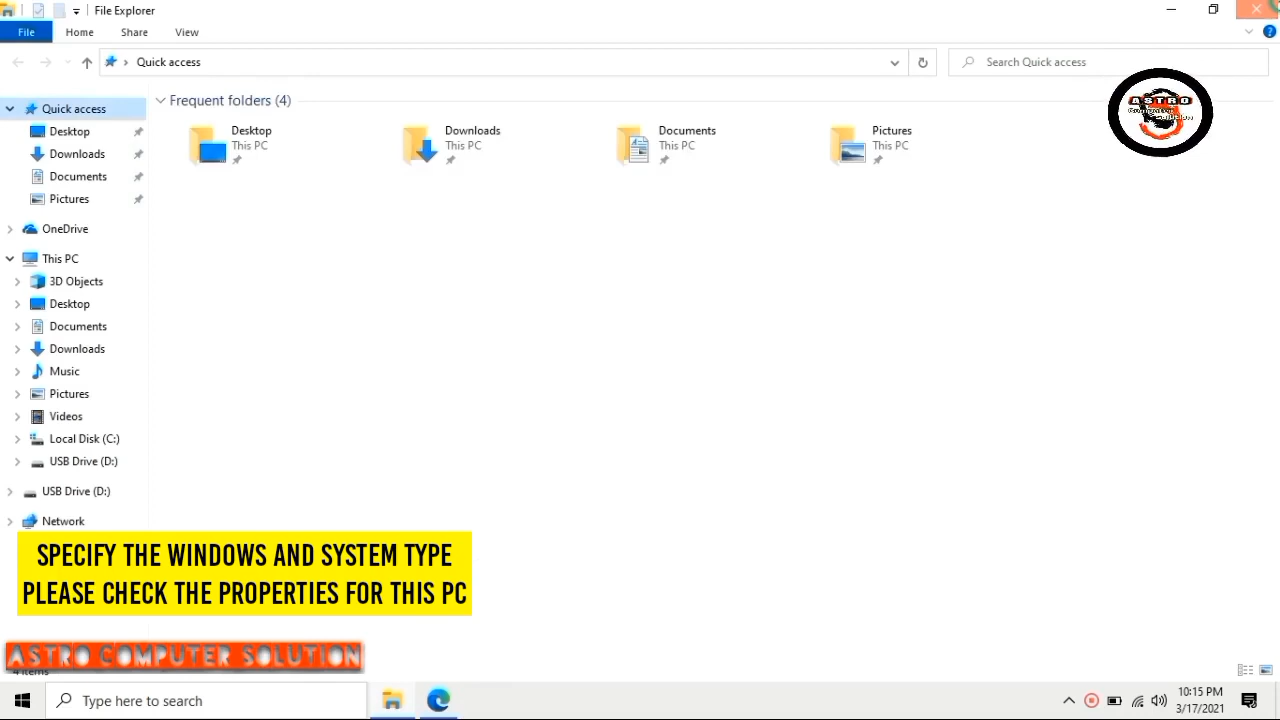 File Explorer
File
Home
Share
View
Quick access
Search Quick access
Quick access
Desktop
Downloads
Documents
Pictures
OneDrive
This PC
3D Objects
Desktop
Documents
Downloads
Music
Pictures
Videos
Local Disk (C:)
USB Drive (D:)
USB Drive (D:)
Network
Frequent folders (4)
Desktop
This PC
Downloads
This PC
Documents
This PC
Pictures
This PC
ASTRO
Solution
SPECIFY THE WINDOWS AND SYSTEM TYPE
PLEASE CHECK THE PROPERTIES FOR THIS PC
ASTRO COMPUTER SOLUTION
4 items
Type here to search
10:15 PM
3/17/2021